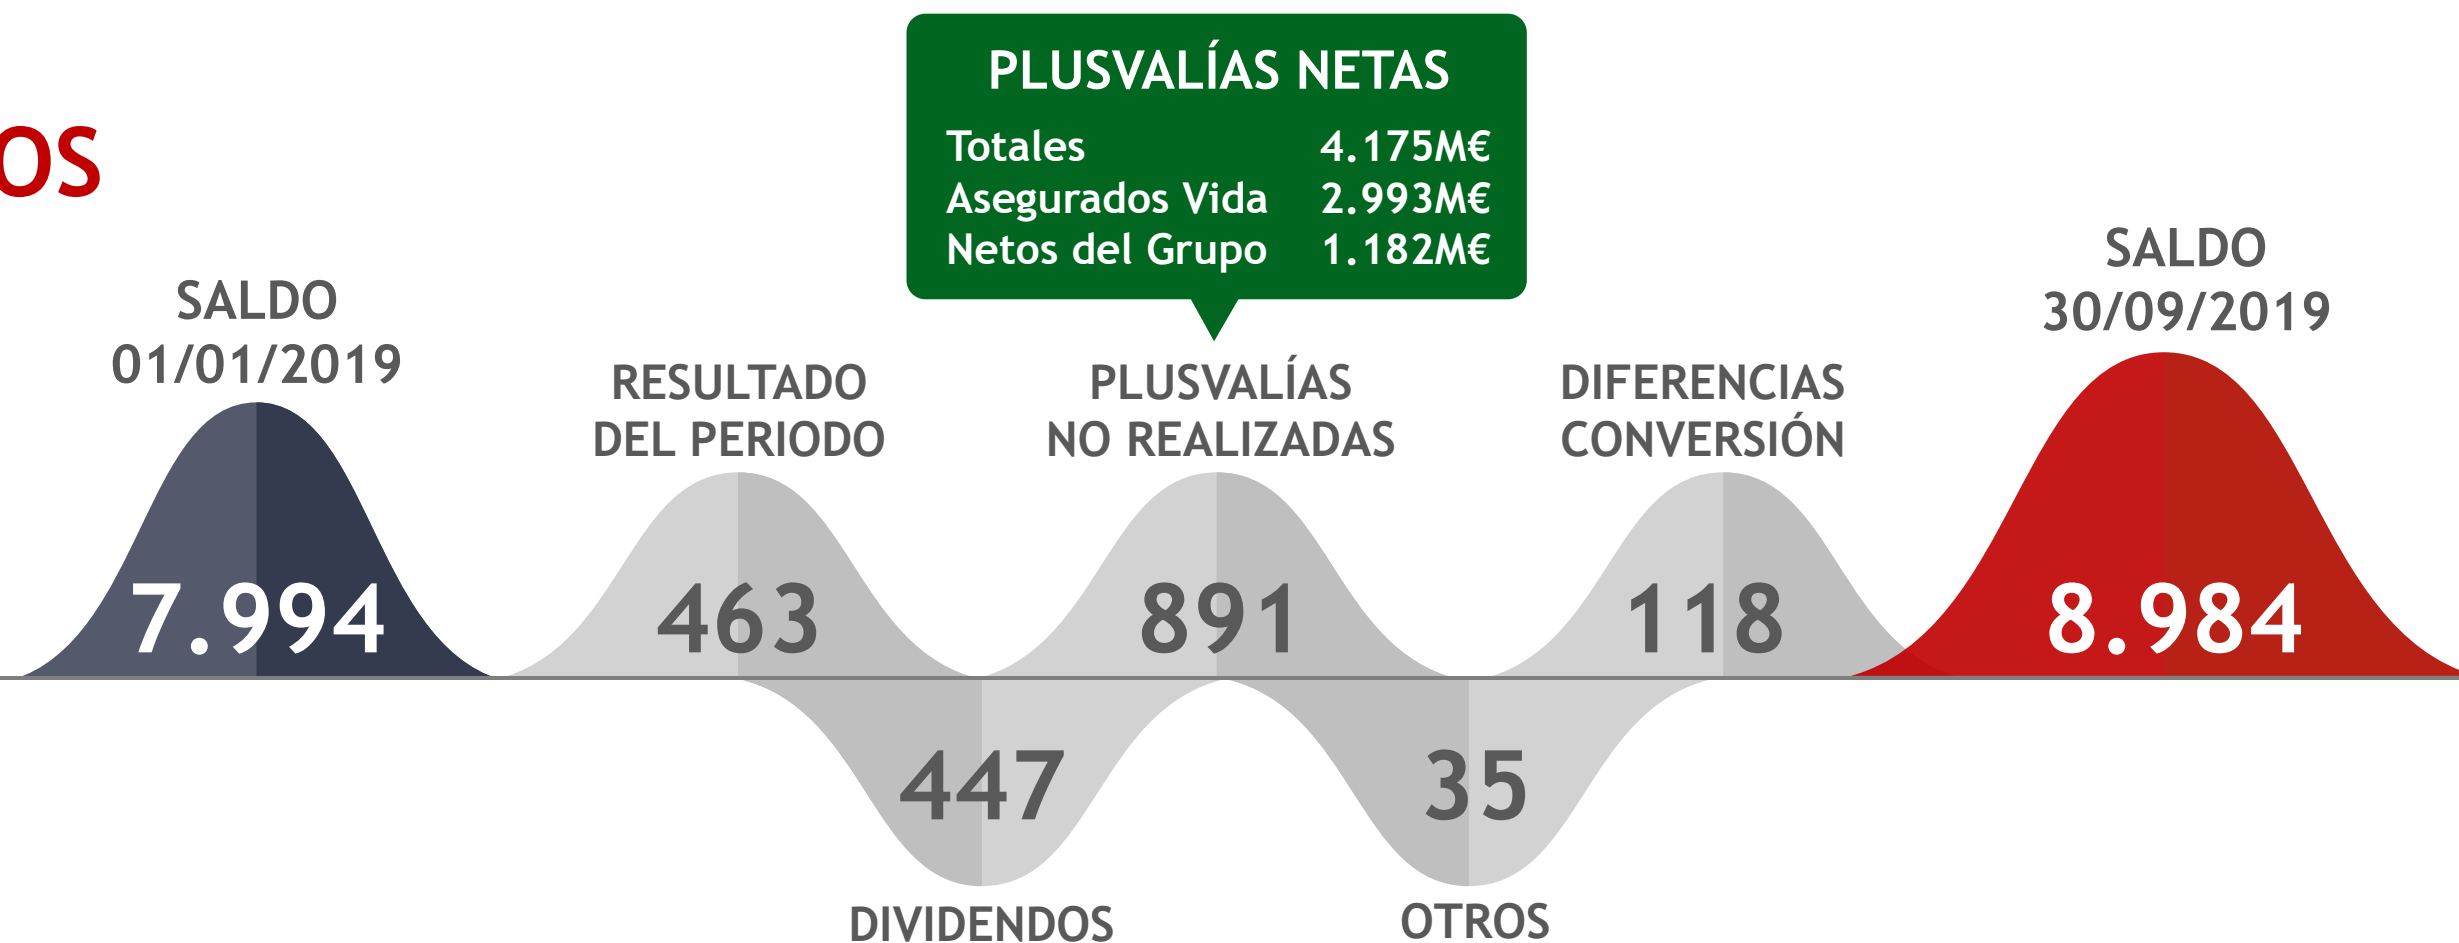 OS
PLUSVALÍAS NETAS
Totales 4.175M€
Asegurados Vida 2.993M€
Netos del Grupo 1.182M€
SALDO
01/01/2019
7.994
RESULTADO
DEL PERIODO
463
447
DIVIDENDOS
PLUSVALÍAS
NO REALIZADAS
891
35
OTROS
DIFERENCIAS
CONVERSIÓN
118
SALDO
30/09/2019
8.984